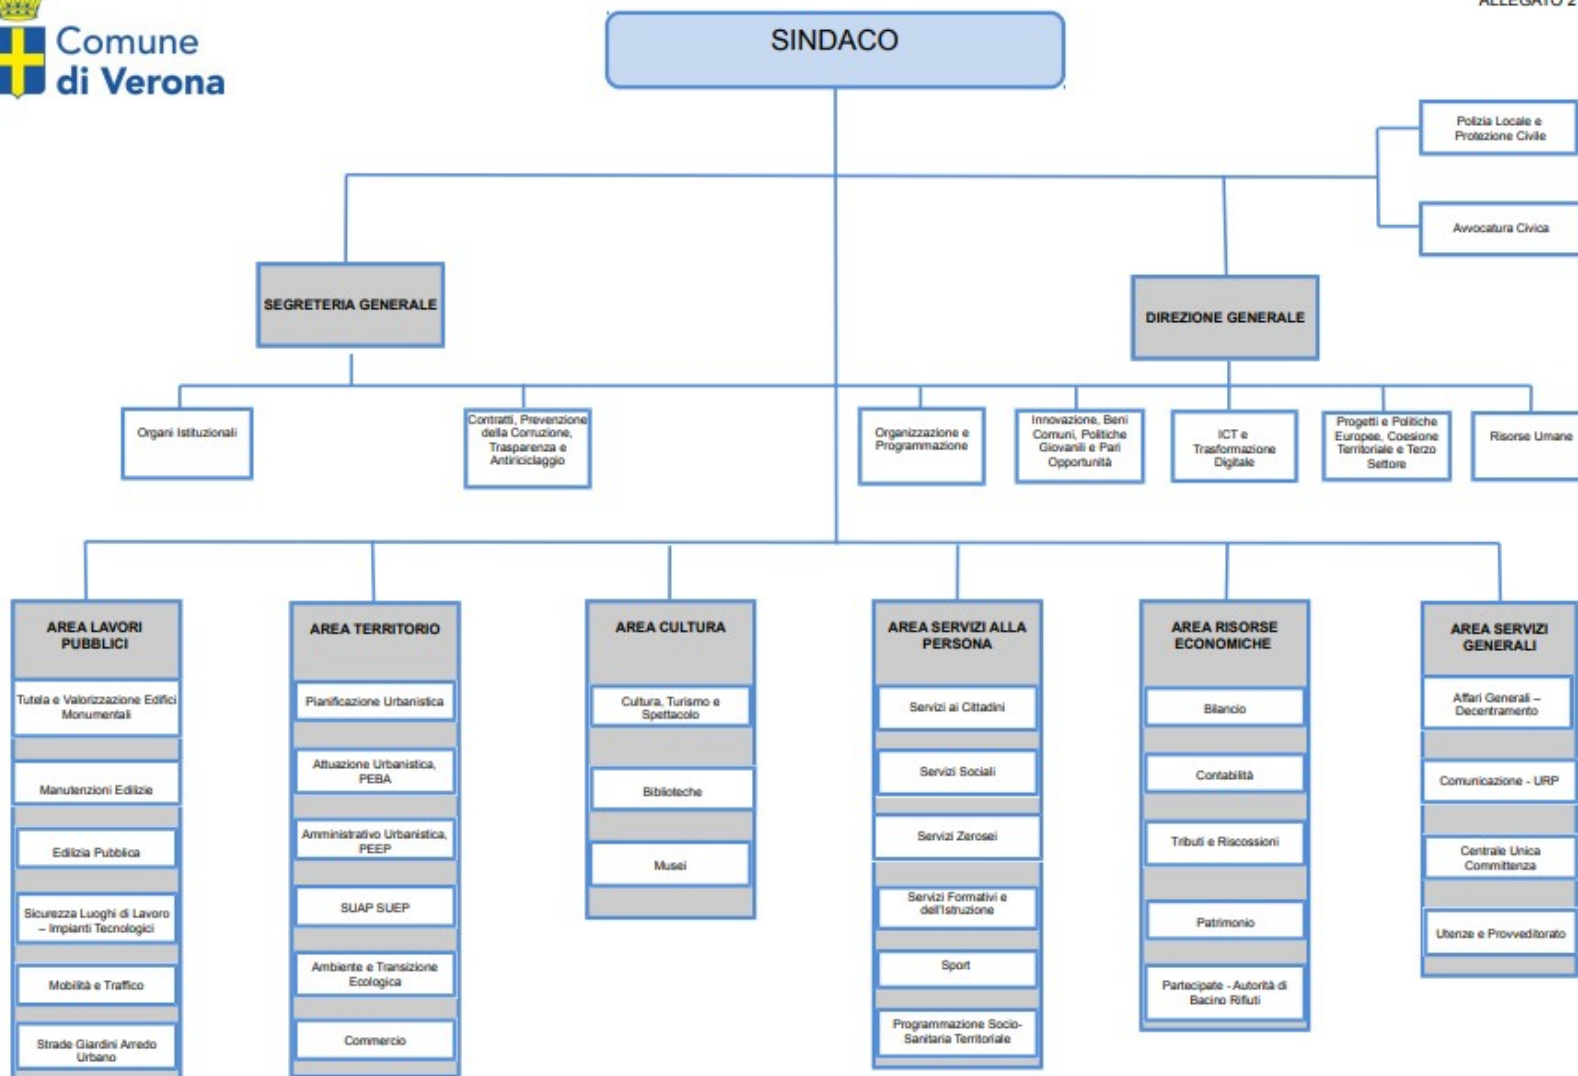 ALLEGATO 2
Comune
di Verona
SINDACO
Polizia Locale e
Protezione Civile
Avvocatura Civica
SEGRETERIA GENERALE
DIREZIONE GENERALE
Organi Istituzionali
Contratti, Prevenzione
della Corruzione,
Trasparenza e
Antiriciclaggio
Organizzazione e
Programmazione
Innovazione, Beni
Comuni, Politiche
Giovanili e Pari
Opportunità
ICT e
Trasformazione
Digitale
Progetti e Politiche
Europee, Coesione
Territoriale e Terzo
Settore
Risorse Umane
AREA LAVORI
PUBBLICI
Tutela e Valorizzazione Edifici
Monumentali
Manutenzioni Edilizie
Edilizia Pubblica
Sicurezza Luoghi di Lavoro
– Impianti Tecnologici
Mobilità e Traffico
Strade Giardini Arredo
Urbano
AREA TERRITORIO
Pianificazione Urbanistica
Attuazione Urbanistica,
PEBA
Amministrativo Urbanistica,
PEEP
SUAP SUEP
Ambiente e Transizione
Ecologica
Commercio
AREA CULTURA
Cultura, Turismo e
Spettacolo
Biblioteche
Musei
AREA SERVIZI ALLA
PERSONA
Servizi ai Cittadini
Servizi Sociali
Servizi Zerosei
Servizi Formativi e
dell'Istruzione
Sport
Programmazione Socio-
Sanitaria Territoriale
AREA RISORSE
ECONOMICHE
Bilancio
Contabilità
Tributi e Riscossioni
Patrimonio
Partecipate - Autorità di
Bacino Rifiuti
AREA SERVIZI
GENERALI
Affari Generali –
Decentramento
Comunicazione - URP
Centrale Unica
Committenza
Utenze e Provveditorato